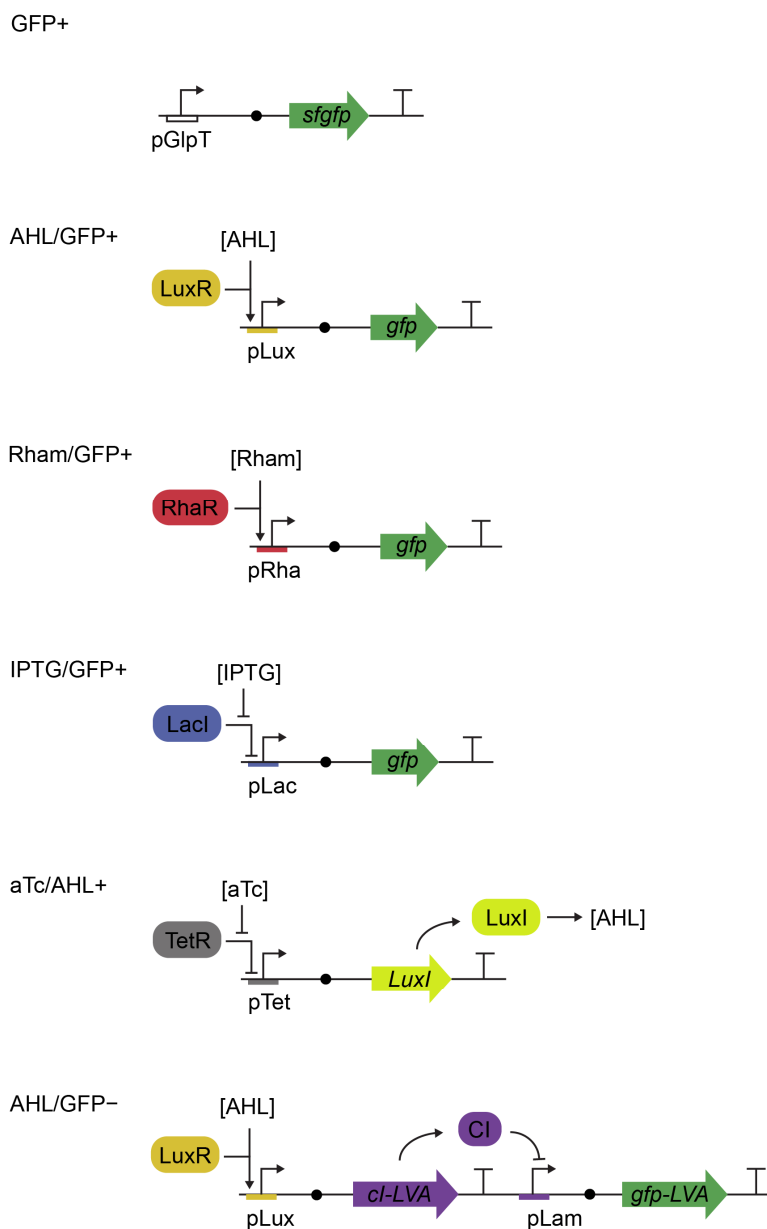 GFP+
sfgfp
pGlpT
AHL/GFP+
[AHL]
LuxR
gfp
pLux
Rham/GFP+
[Rham]
RhaR
gfp
pRha
IPTG/GFP+
[IPTG]
LacI
gfp
pLac
aTc/AHL+
[aTc]
LuxI
[AHL]
TetR
LuxI
pTet
AHL/GFP−
[AHL]
CI
LuxR
cI-LVA
gfp-LVA
pLux
pLam